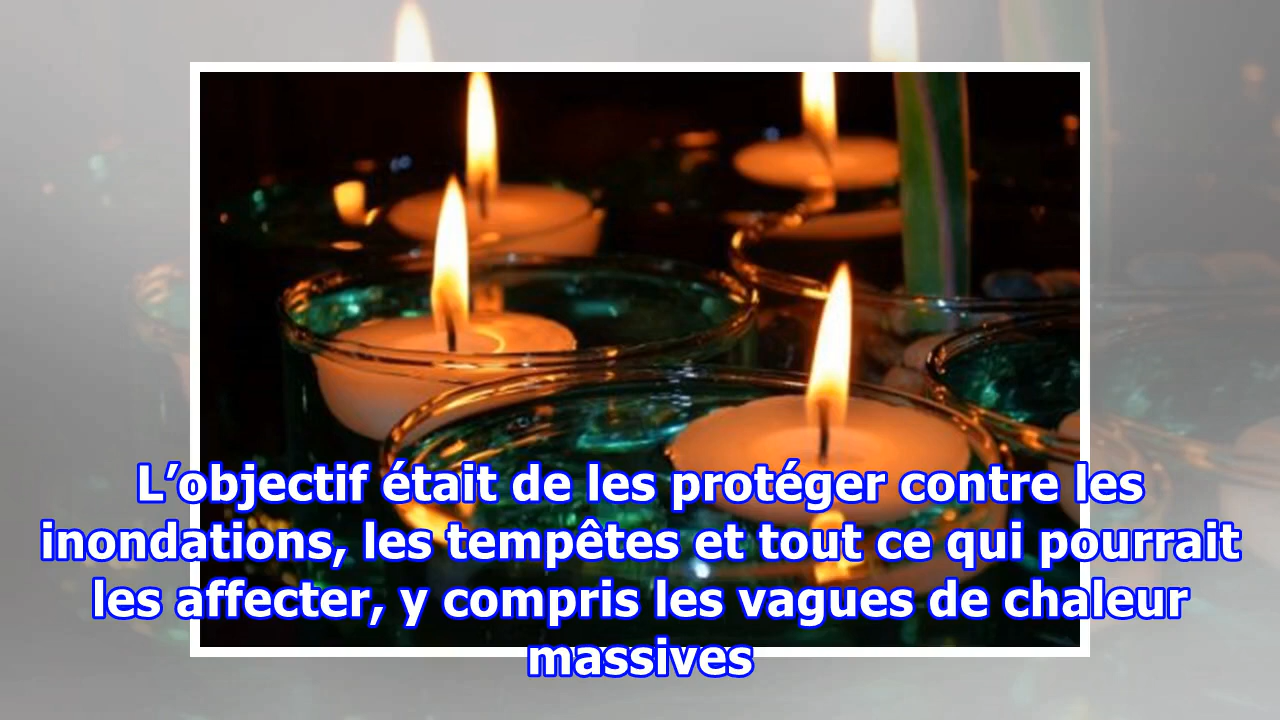 L’objectif était de les protéger contre les
inondations, les tempêtes et tout ce qui pourrait
les affecter, y compris les vagues de chaleur
massives